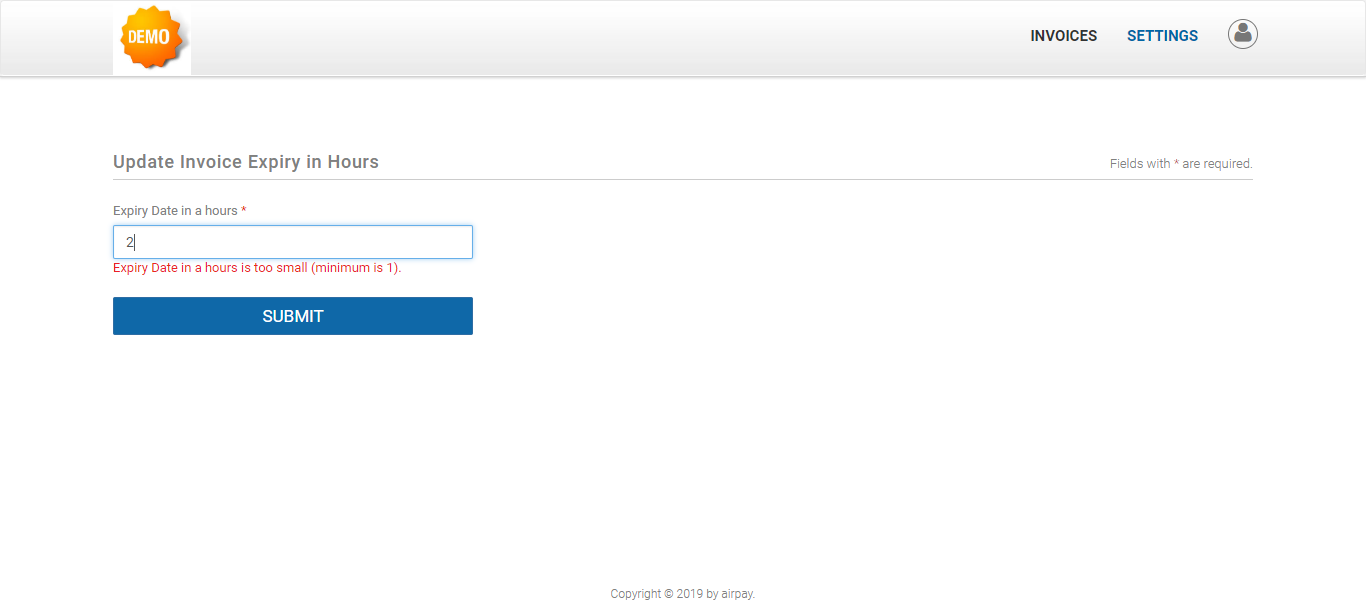 DEMO
INVOICES SETTINGS
Update Invoice Expiry in Hours
Fields with * are required.
Expiry Date in a hours *
2
Expiry Date in a hours is too small (minimum is 1).
SUBMIT
Copyright © 2019 by airpay.